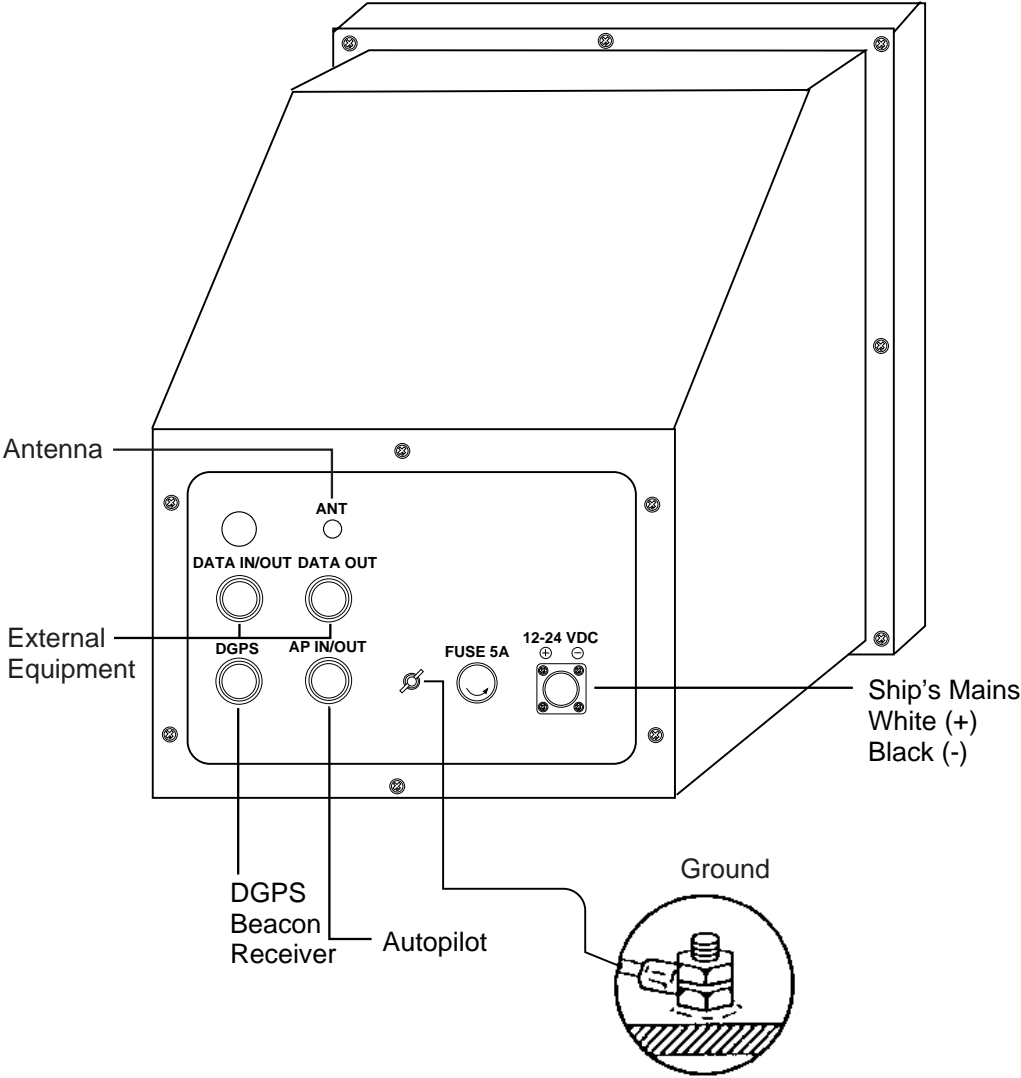 Antenna
ANT
DATA IN/OUT DATA OUT
External
Equipment
DGPS
AP IN/OUT
FUSE 5A
12-24 VDC
+ −
Ship's Mains
White (+)
Black (-)
Ground
DGPS
Beacon
Receiver
Autopilot